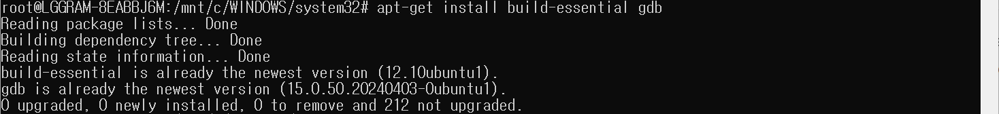 root@LGGRAM-8EABBJ6M:/mnt/c/WINDOWS/system32# apt-get install build-essential gdb
Reading package lists... Done
Building dependency tree... Done
Reading state information... Done
build-essential is already the newest version (12.10ubuntu1).
gdb is already the newest version (15.0.50.20240403-0ubuntu1).
0 upgraded, 0 newly installed, 0 to remove and 212 not upgraded.